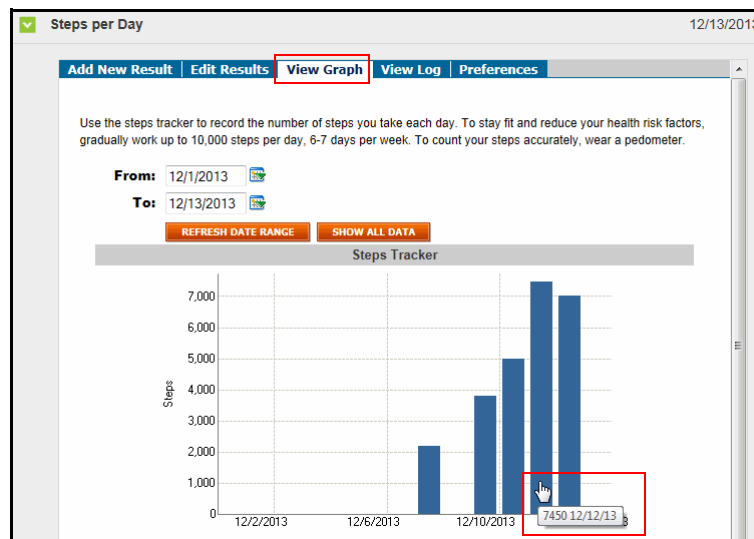 Steps per Day 12/13/2013
Add New Result Edit Results View Graph View Log Preferences
Use the steps tracker to record the number of steps you take each day. To stay fit and reduce your health risk factors,
gradually work up to 10,000 steps per day, 6-7 days per week. To count your steps accurately, wear a pedometer.
From: 12/1/2013
To: 12/13/2013
REFRESH DATE RANGE SHOW ALL DATA
Steps Tracker
7,000
6,000
5,000
4,000
3,000
2,000
1,000
0
Steps
12/2/2013 12/6/2013 12/10/2013 3
7450 12/12/13